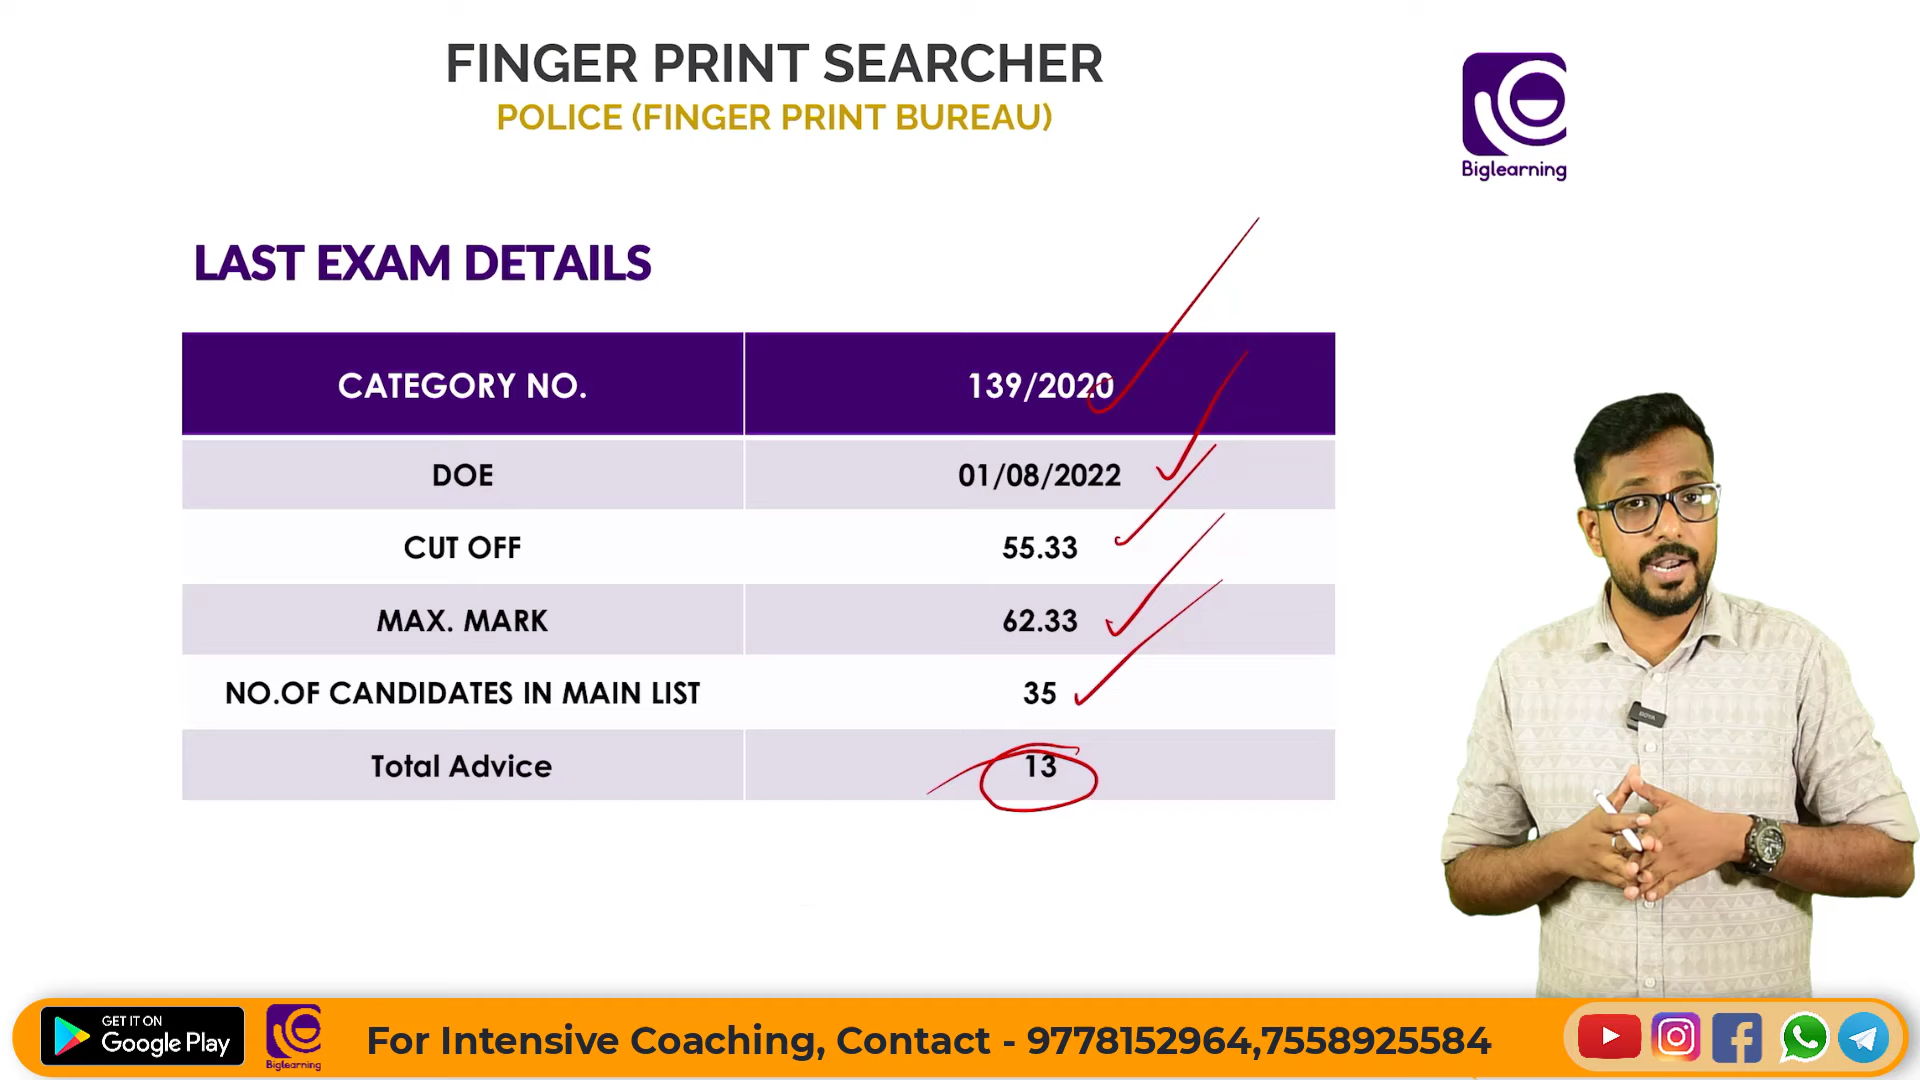 FINGER PRINT SEARCHER
POLICE (FINGER PRINT BUREAU)
Biglearning
LAST EXAM DETAILS
CATEGORY NO. 139/2020
DOE 01/08/2022
CUT OFF 55.33
MAX. MARK 62.33
NO.OF CANDIDATES IN MAIN LIST 35
Total Advice 13
BOYA
GET IT ON
Google Play
Biglearning
For Intensive Coaching, Contact - 9778152964,7558925584